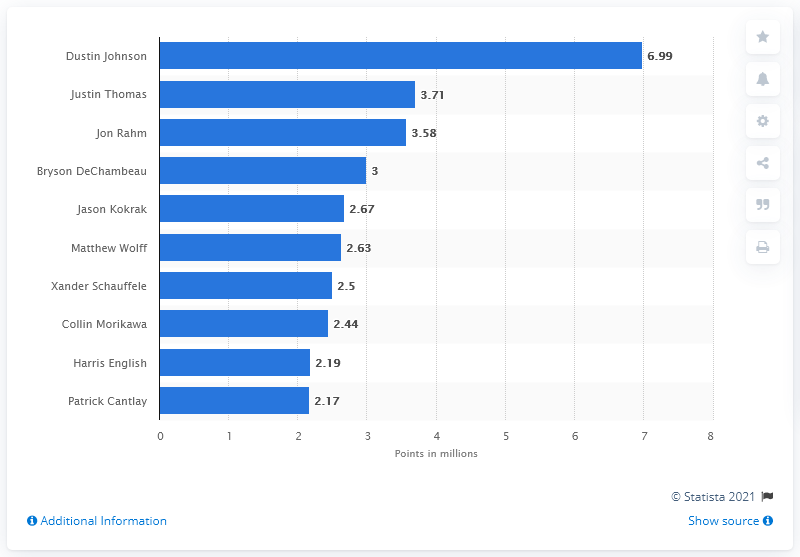 Dustin Johnson 6.99
Justin Thomas 3.71
Jon Rahm 3.58
Bryson DeChambeau 3
Jason Kokrak 2.67
Matthew Wolff 2.63
Xander Schauffele 2.5
Collin Morikawa 2.44
Harris English 2.19
Patrick Cantlay 2.17
0 1 2 3 4 5 6 7 8
Points in millions
© Statista 2021
Additional Information Show source